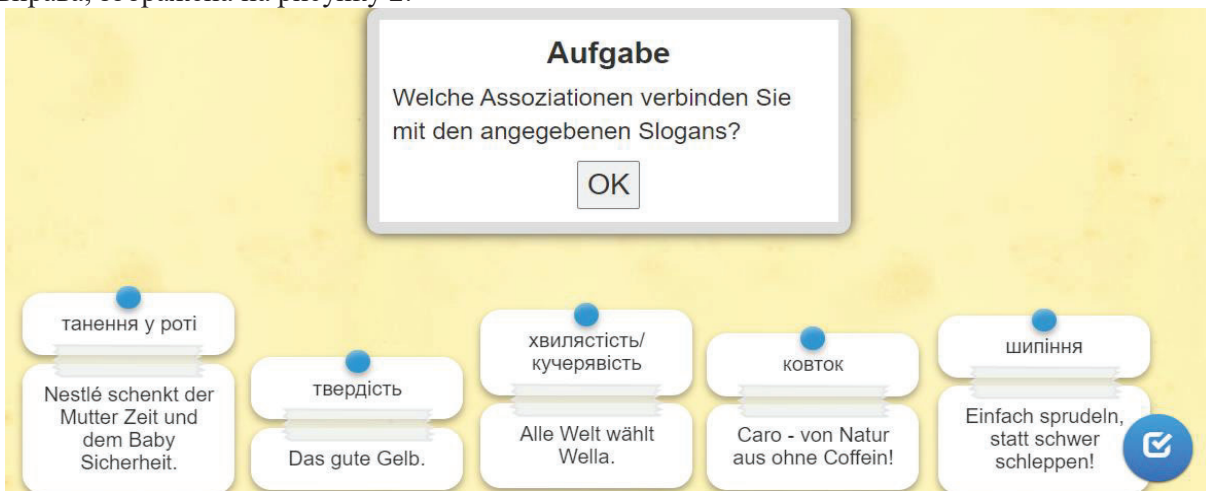 Aufgabe
Welche Assoziationen verbinden Sie
mit den angegebenen Slogans?
OK
танення у роті
Nestlé schenkt der
Mutter Zeit und
dem Baby
Sicherheit.
твердість
Das gute Gelb.
хвилястість/
кучерявість
Alle Welt wählt
Wella.
ковток
Caro - von Natur
aus ohne Coffein!
шипіння
Einfach sprudeln,
statt schwer
schleppen!